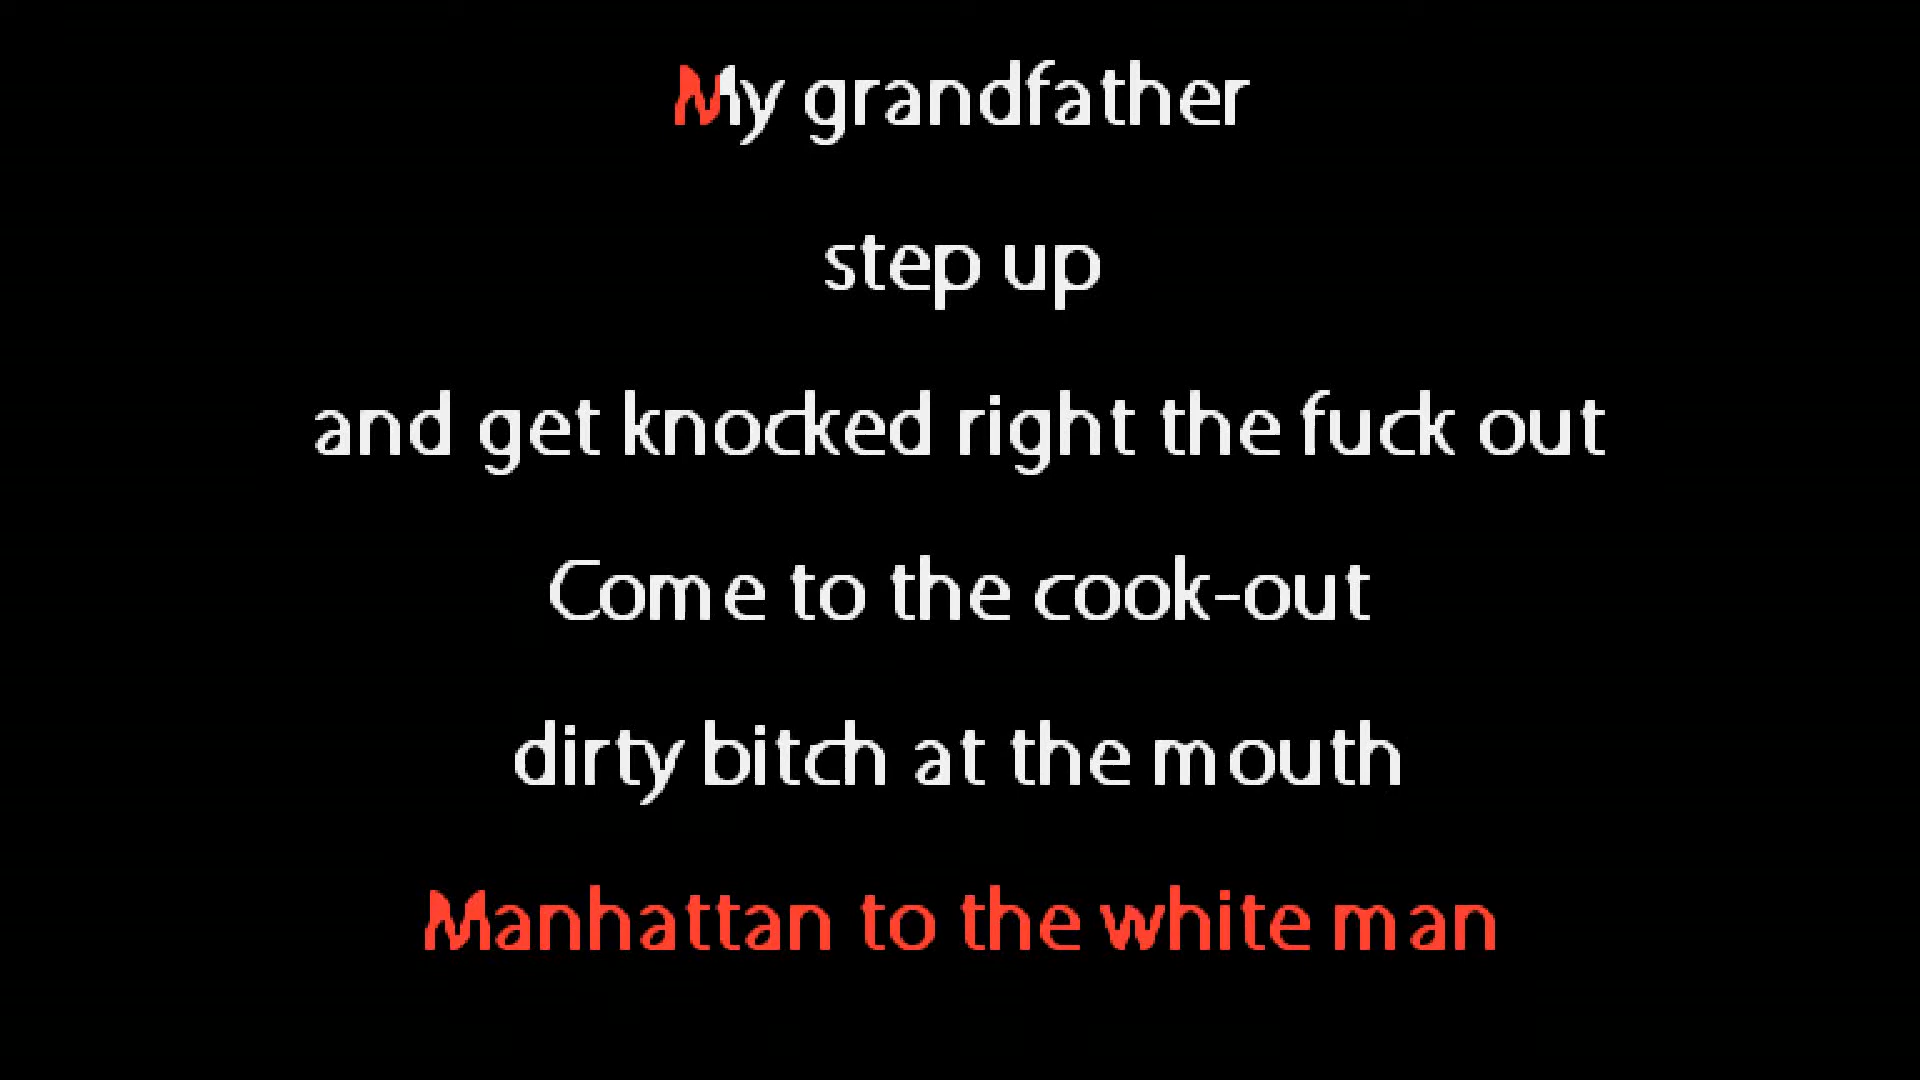 My grandfather
step up
and get knocked right the fuck out
Come to the cook-out
dirty bitch at the mouth
Manhattan to the white man